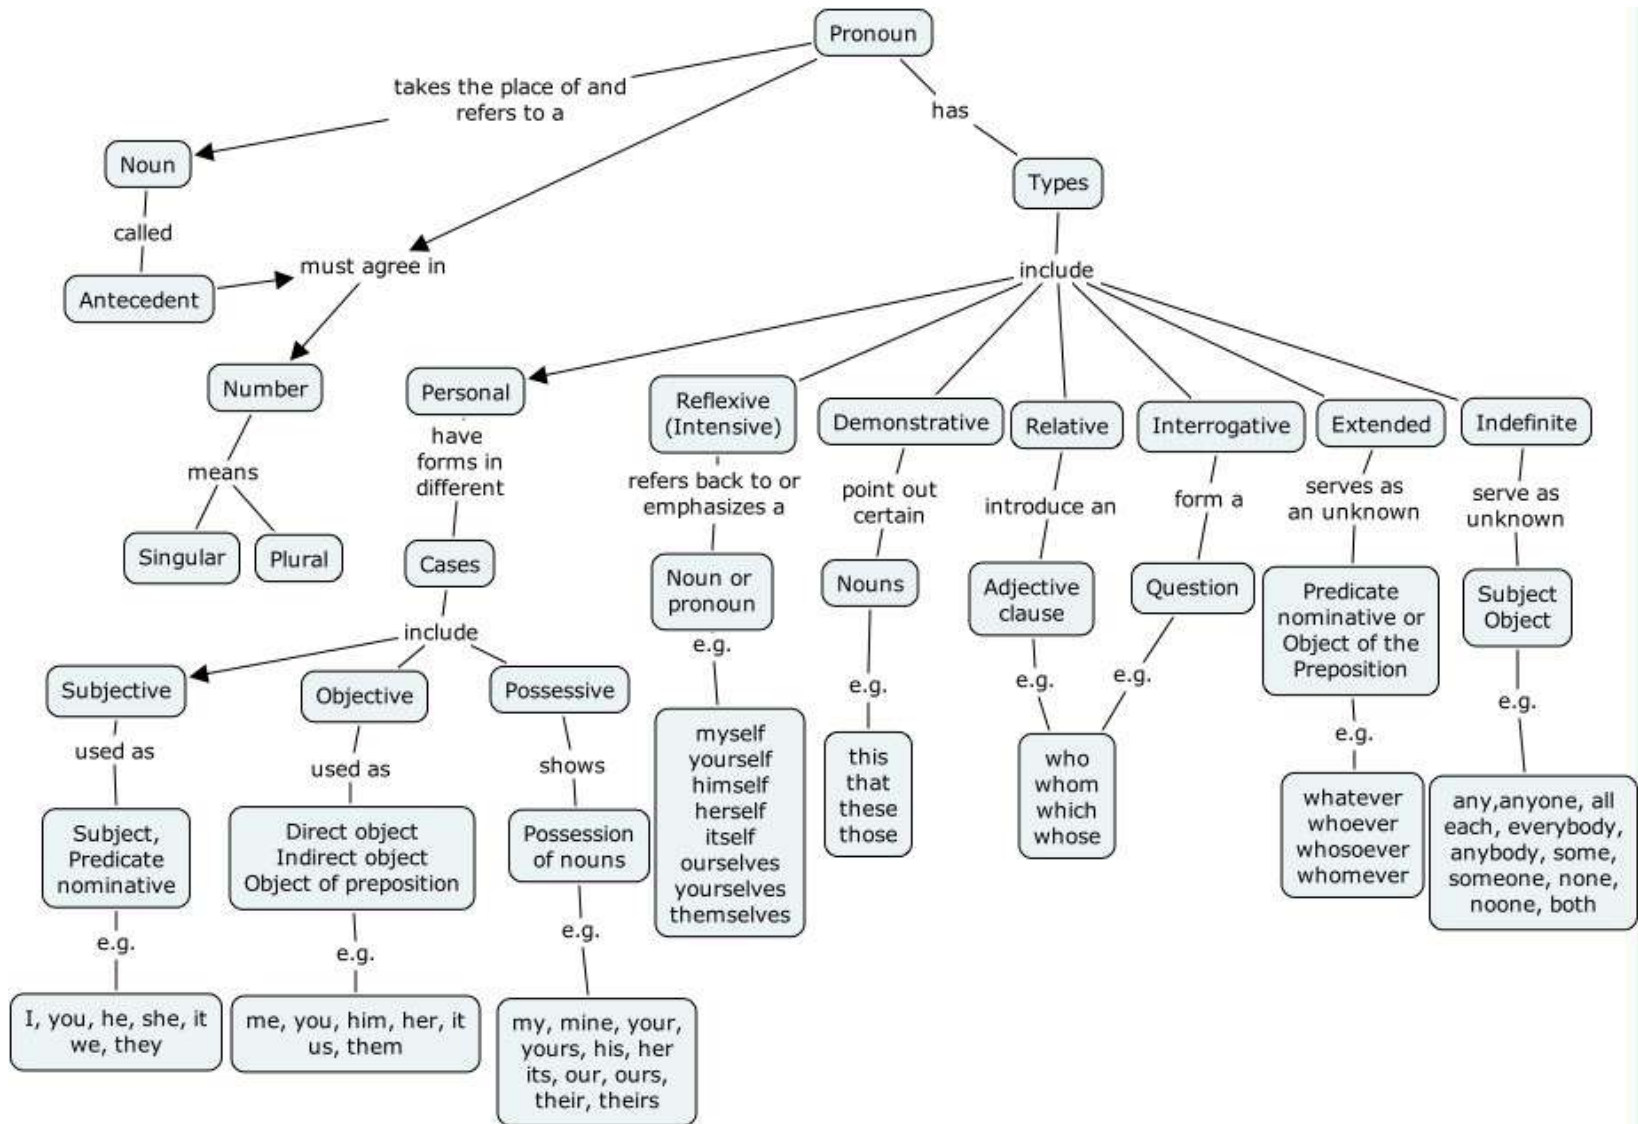 Pronoun
takes the place of and
refers to a
has
Noun
Types
called
must agree in
include
Antecedent
Number
means
Singular
Plural
Personal
have
forms in
different
Cases
include
Subjective
used as
Subject,
Predicate
nominative
e.g.
I, you, he, she, it
we, they
Objective
used as
Direct object
Indirect object
Object of preposition
e.g.
me, you, him, her, it
us, them
Possessive
shows
Possession
of nouns
e.g.
my, mine, your,
yours, his, her
its, our, ours,
their, theirs
Reflexive
(Intensive)
refers back to or
emphasizes a
Noun or
pronoun
e.g.
myself
yourself
himself
herself
itself
ourselves
yourselves
themselves
Demonstrative
point out
certain
Nouns
e.g.
this
that
these
those
Relative
introduce an
Adjective
clause
e.g.
Interrogative
form a
Question
e.g.
who
whom
which
whose
Extended
serves as
an unknown
Predicate
nominative or
Object of the
Preposition
e.g.
whatever
whoever
whosoever
whomever
Indefinite
serve as
unknown
Subject
Object
e.g.
any,anyone, all
each, everybody,
anybody, some,
someone, none,
noone, both